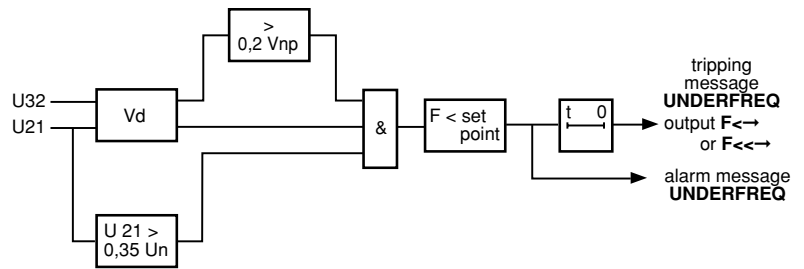 >
0,2 Vnp
U32
U21
Vd
U 21 >
0,35 Un
&
F < set
point
t 0
tripping
message
UNDERFREQ
output F<→
or F<<→
alarm message
UNDERFREQ